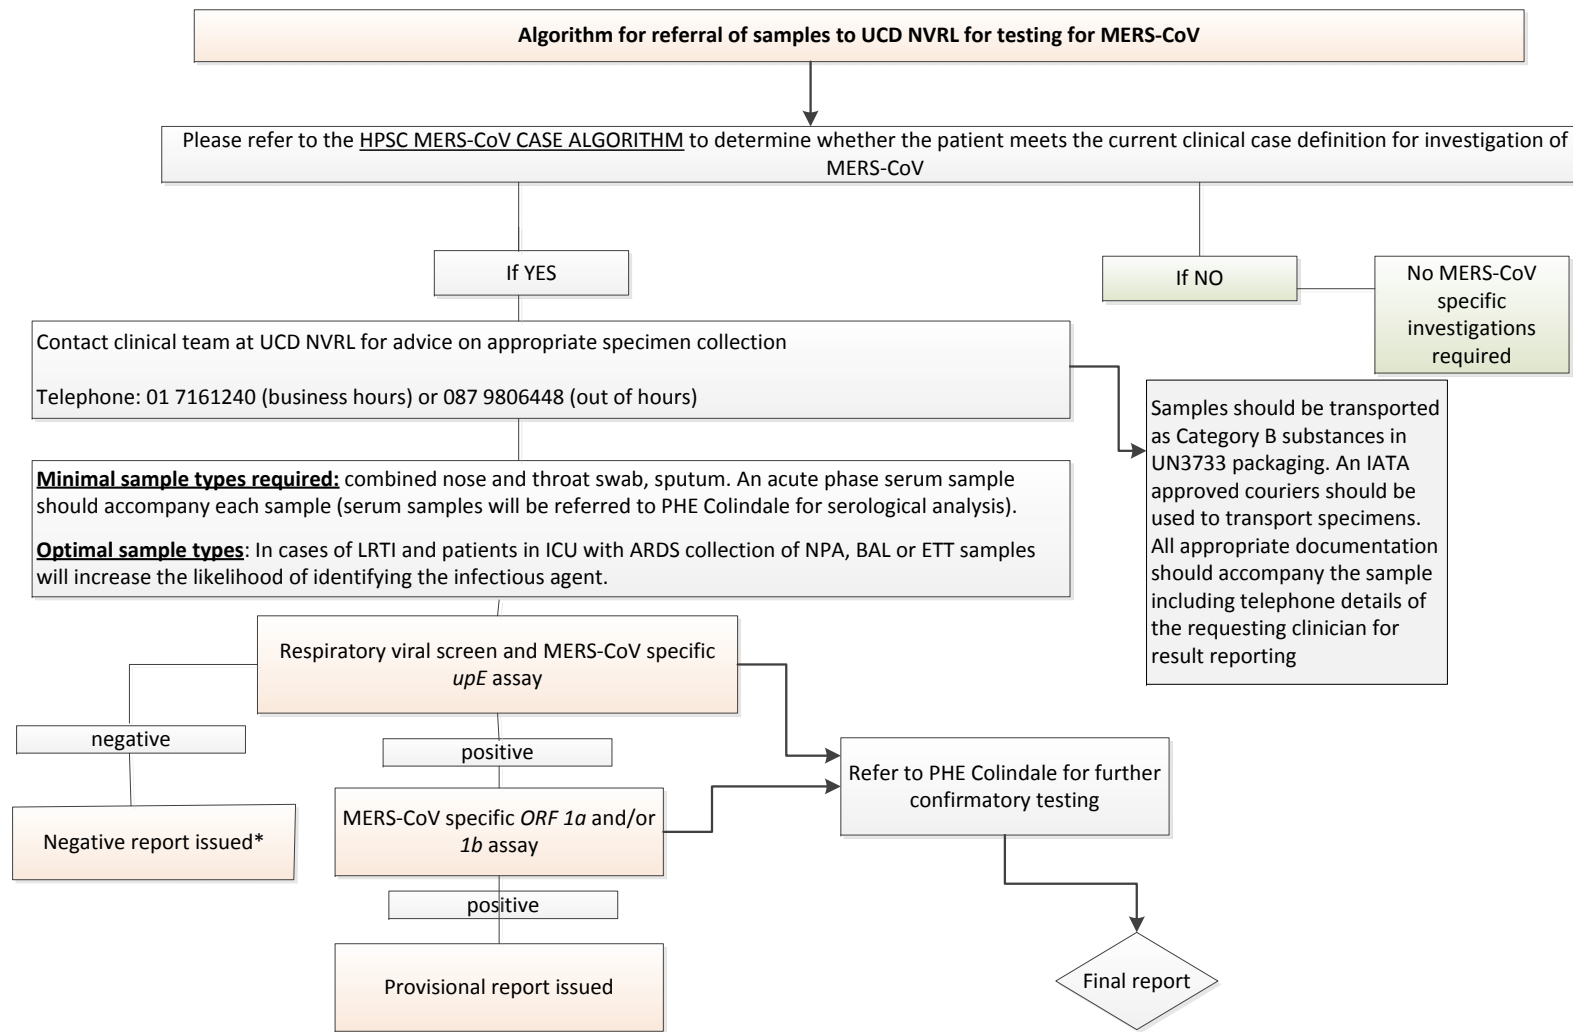 Algorithm for referral of samples to UCD NVRL for testing for MERS-CoV
Please refer to the HPSC MERS-CoV CASE ALGORITHM to determine whether the patient meets the current clinical case definition for investigation of
MERS-CoV
If YES
If NO
No MERS-CoV
specific
investigations
required
Contact clinical team at UCD NVRL for advice on appropriate specimen collection
Telephone: 01 7161240 (business hours) or 087 9806448 (out of hours)
Samples should be transported
as Category B substances in
UN3733 packaging. An IATA
approved couriers should be
used to transport specimens.
All appropriate documentation
should accompany the sample
including telephone details of
the requesting clinician for
result reporting
Minimal sample types required: combined nose and throat swab, sputum. An acute phase serum sample
should accompany each sample (serum samples will be referred to PHE Colindale for serological analysis).
Optimal sample types: In cases of LRTI and patients in ICU with ARDS collection of NPA, BAL or ETT samples
will increase the likelihood of identifying the infectious agent.
Respiratory viral screen and MERS-CoV specific
upE assay
negative
positive
Negative report issued*
MERS-CoV specific ORF 1a and/or
1b assay
Refer to PHE Colindale for further
confirmatory testing
positive
Provisional report issued
Final report